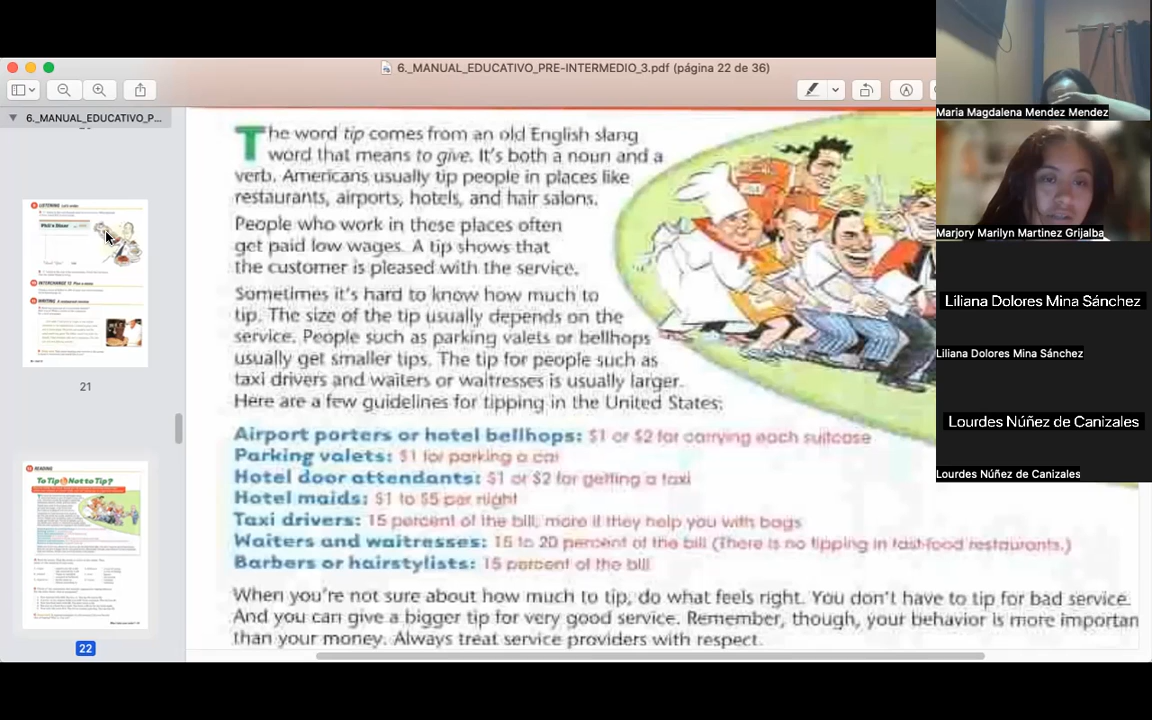 6._MANUAL_EDUCATIVO_PRE-INTERMEDIO_3.pdf (página 22 de 36)
6._MANUAL_EDUCATIVO_P...
LISTENING
Phil's Diner
INTERCHANGE 13
WRITING A restaurant review
21
READING
To Tip Not to Tip?
22
The word tip comes from an old English slang
word that means to give. It's both a noun and a
verb. Americans usually tip people in places like
restaurants, airports, hotels, and hair salons.
People who work in these places often
get paid low wages. A tip shows that
the customer is pleased with the service.
Sometimes it's hard to know how much to
tip. The size of the tip usually depends on the
service. People such as parking valets or bellhops
usually get smaller tips. The tip for people such as
taxi drivers and waiters or waitresses is usually larger.
Here are a few guidelines for tipping in the United States:
Airport porters or hotel bellhops: $1 or $2 for carrying each suitcase
Parking valets: $1 for parking a car
Hotel door attendants: $1 or $2 for getting a taxi
Hotel maids: $1 to $5 per night
Taxi drivers: 15 percent of the bill, more if they help you with bags
Waiters and waitresses: 15 to 20 percent of the bill (There is no tipping in fast-food restaurants.)
Barbers or hairstylists: 15 percent of the bill
When you're not sure about how much to tip, do what feels right. You don't have to tip for bad service.
And you can give a bigger tip for very good service. Remember, though, your behavior is more importan
than your money. Always treat service providers with respect.
Maria Magdalena Mendez Mendez
Marjory Marilyn Martinez Grijalba
Liliana Dolores Mina Sánchez
Liliana Dolores Mina Sánchez
Lourdes Núñez de Canizales
Lourdes Núñez de Canizales